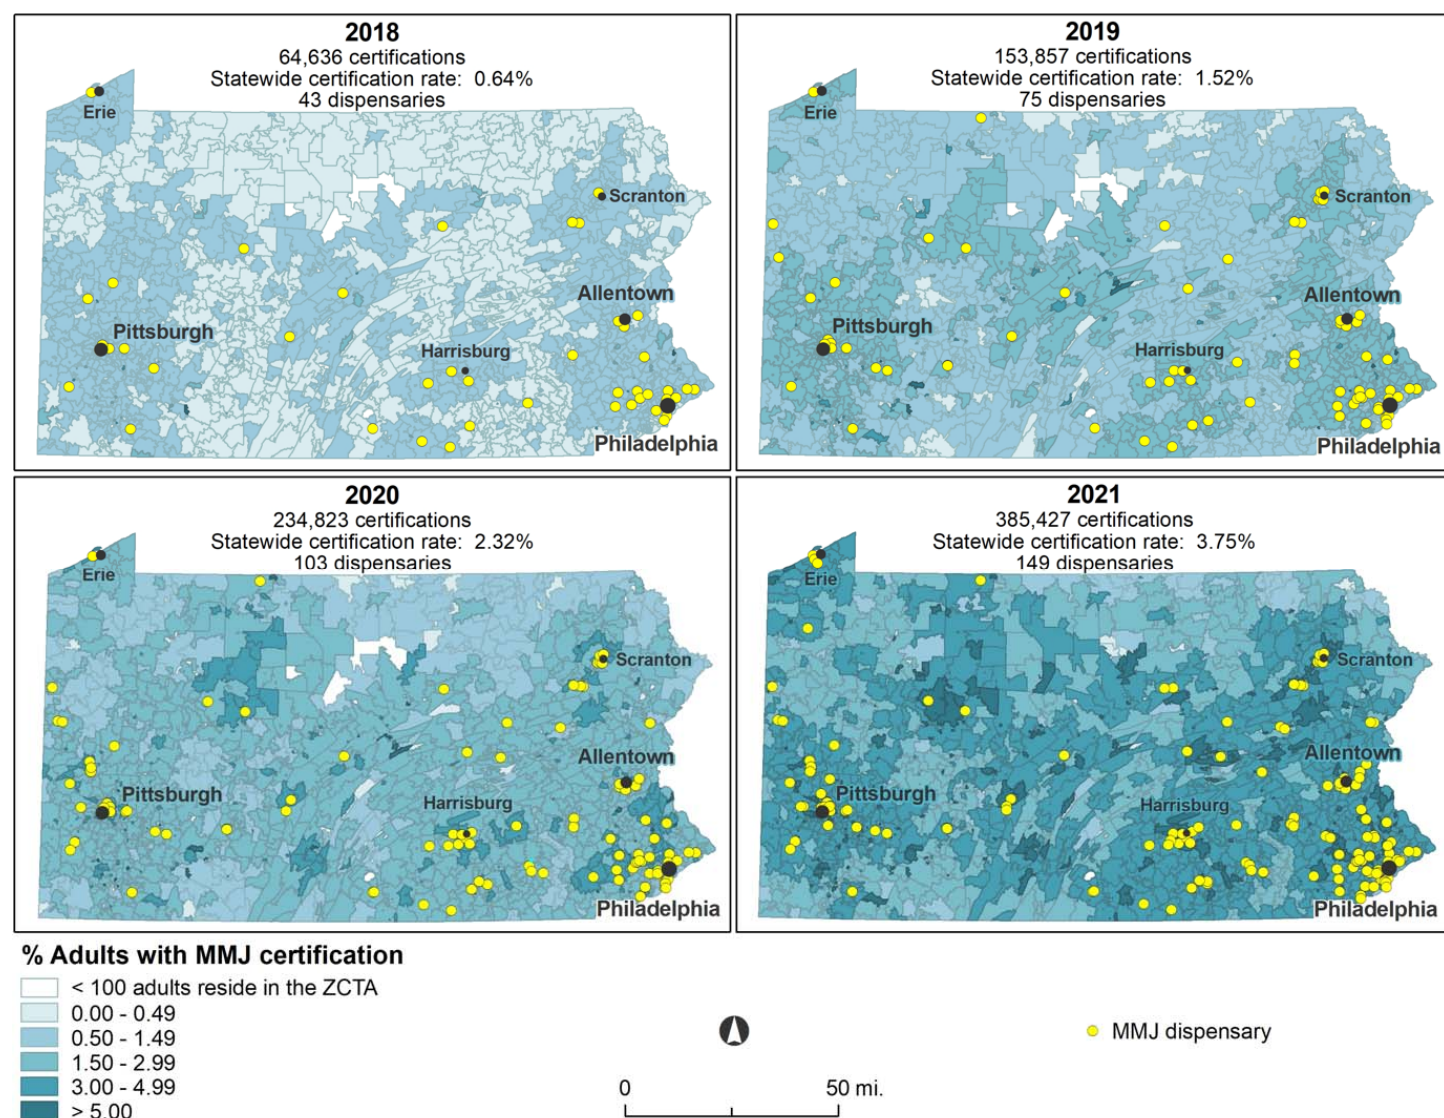 2018
64,636 certifications
Statewide certification rate: 0.64%
43 dispensaries
Erie
Scranton
Allentown
Pittsburgh
Harrisburg
Philadelphia
2019
153,857 certifications
Statewide certification rate: 1.52%
75 dispensaries
Erie
Scranton
Allentown
Pittsburgh
Harrisburg
Philadelphia
2020
234,823 certifications
Statewide certification rate: 2.32%
103 dispensaries
Erie
Scranton
Allentown
Pittsburgh
Harrisburg
Philadelphia
2021
385,427 certifications
Statewide certification rate: 3.75%
149 dispensaries
Erie
Scranton
Allentown
Pittsburgh
Harrisburg
Philadelphia
% Adults with MMJ certification
< 100 adults reside in the ZCTA
0.00 - 0.49
0.50 - 1.49
1.50 - 2.99
3.00 - 4.99
> 5.00
0 50 mi.
MMJ dispensary